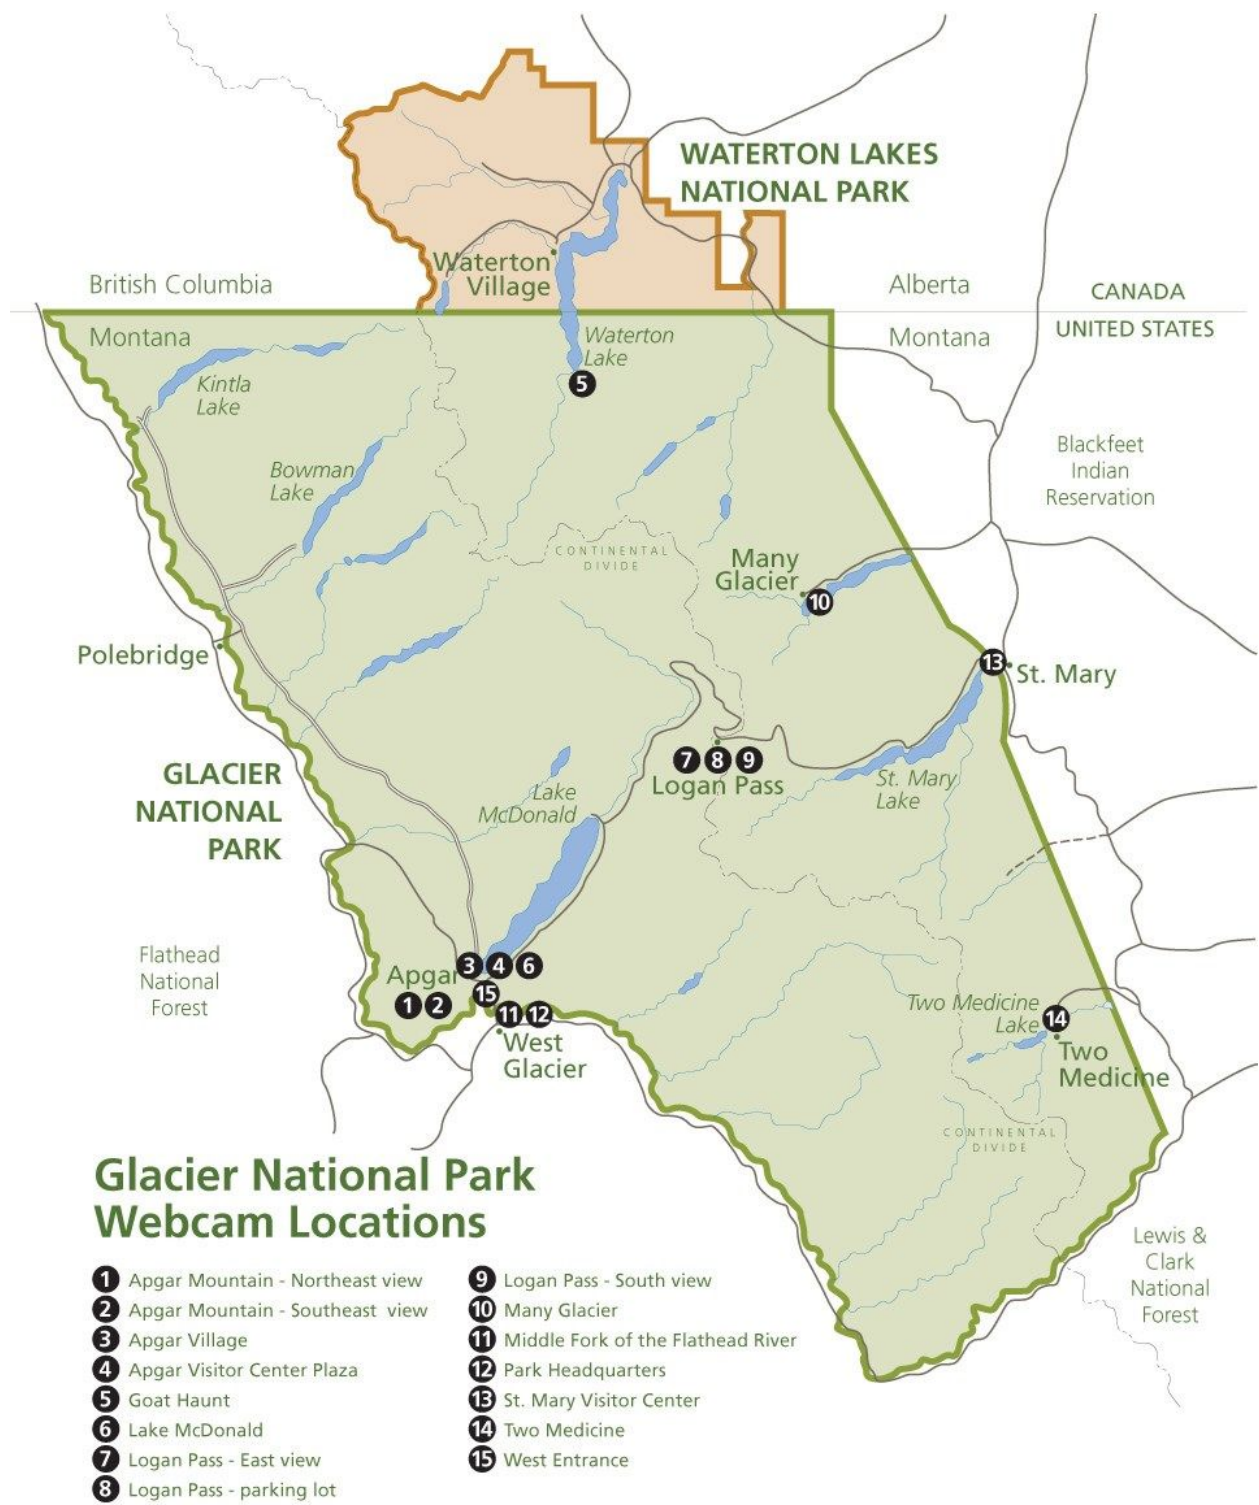 WATERTON LAKES
NATIONAL PARK
Waterton
Village
British Columbia
Alberta
CANADA
Montana
Montana
UNITED STATES
Waterton
Lake
5
Kintla
Lake
Blackfeet
Indian
Reservation
Bowman
Lake
CONTINENTAL
DIVIDE
Many
Glacier
10
Polebridge
13
St. Mary
7 8 9
Logan Pass
GLACIER
NATIONAL
PARK
St. Mary
Lake
Lake
McDonald
Flathead
National
Forest
3 4 6
Apgar
15
1 2
11 12
West
Glacier
Two Medicine
Lake
14
Two
Medicine
CONTINENTAL
DIVIDE
Lewis &
Clark
National
Forest
Glacier National Park
Webcam Locations
1 Apgar Mountain - Northeast view
2 Apgar Mountain - Southeast view
3 Apgar Village
4 Apgar Visitor Center Plaza
5 Goat Haunt
6 Lake McDonald
7 Logan Pass - East view
8 Logan Pass - parking lot
9 Logan Pass - South view
10 Many Glacier
11 Middle Fork of the Flathead River
12 Park Headquarters
13 St. Mary Visitor Center
14 Two Medicine
15 West Entrance